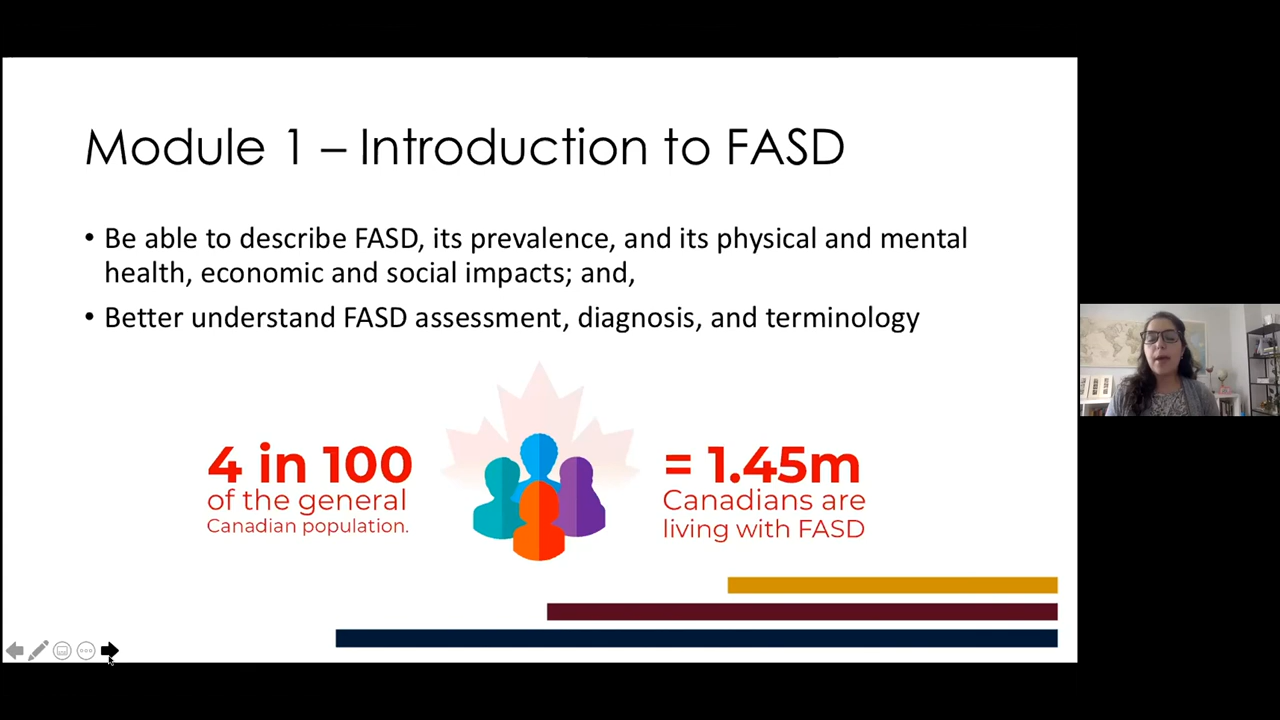 Module 1 – Introduction to FASD
• Be able to describe FASD, its prevalence, and its physical and mental
health, economic and social impacts; and,
• Better understand FASD assessment, diagnosis, and terminology
4 in 100
of the general
Canadian population.
= 1.45m
Canadians are
living with FASD